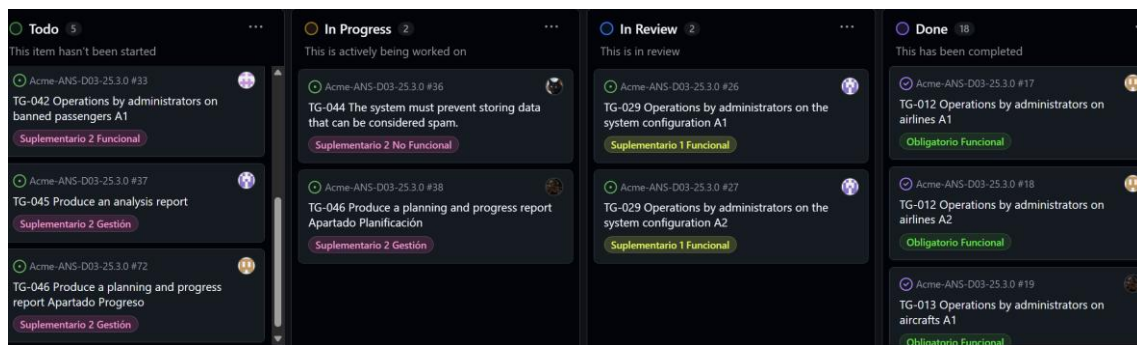 Todo 5
This item hasn't been started
Acme-ANS-D03-25.3.0 #33
TG-042 Operations by administrators on
banned passengers A1
Suplementario 2 Funcional
Acme-ANS-D03-25.3.0 #37
TG-045 Produce an analysis report
Suplementario 2 Gestión
Acme-ANS-D03-25.3.0 #72
TG-046 Produce a planning and progress
report Apartado Progreso
Suplementario 2 Gestión
In Progress 2
This is actively being worked on
Acme-ANS-D03-25.3.0 #36
TG-044 The system must prevent storing data
that can be considered spam.
Suplementario 2 No Funcional
Acme-ANS-D03-25.3.0 #38
TG-046 Produce a planning and progress report
Apartado Planificación
Suplementario 2 Gestión
In Review 2
This is in review
Acme-ANS-D03-25.3.0 #26
TG-029 Operations by administrators on the
system configuration A1
Suplementario 1 Funcional
Acme-ANS-D03-25.3.0 #27
TG-029 Operations by administrators on the
system configuration A2
Suplementario 1 Funcional
Done 18
This has been completed
Acme-ANS-D03-25.3.0 #17
TG-012 Operations by administrators on
airlines A1
Obligatorio Funcional
Acme-ANS-D03-25.3.0 #18
TG-012 Operations by administrators on
airlines A2
Obligatorio Funcional
Acme-ANS-D03-25.3.0 #19
TG-013 Operations by administrators on
aircrafts A1
Obligatorio Funcional